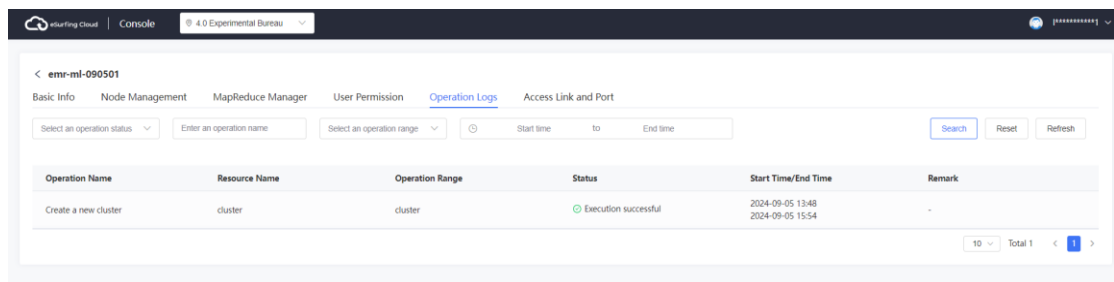 eSurfing Cloud | Console 4.0 Experimental Bureau l***********1
< emr-ml-090501
Basic Info Node Management MapReduce Manager User Permission Operation Logs Access Link and Port
Select an operation status Enter an operation name Select an operation range Start time to End time Search Reset Refresh
Operation Name Resource Name Operation Range Status Start Time/End Time Remark
Create a new cluster cluster cluster Execution successful 2024-09-05 13:48
2024-09-05 15:54 -
10 Total 1 < 1 >